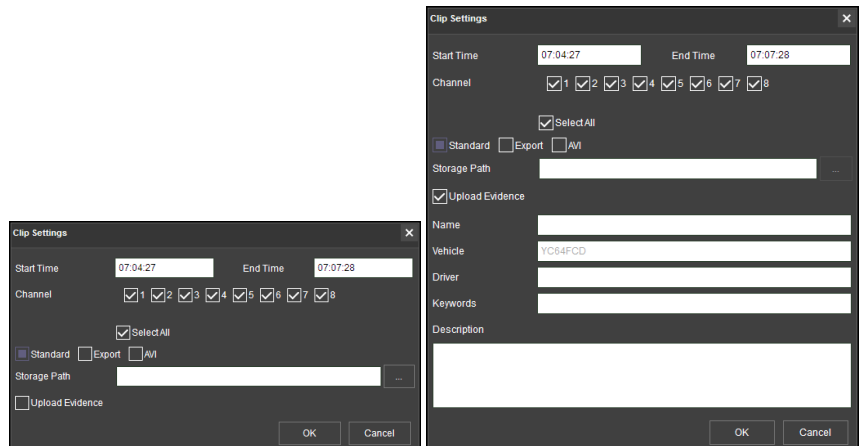 Clip Settings
Start Time 07:04:27 End Time 07:07:28
Channel 1 2 3 4 5 6 7 8
Select All
Standard Export AVI
Storage Path ...
Upload Evidence
OK Cancel
Clip Settings
Start Time 07:04:27 End Time 07:07:28
Channel 1 2 3 4 5 6 7 8
Select All
Standard Export AVI
Storage Path ...
Upload Evidence
Name
Vehicle YC64FCD
Driver
Keywords
Description
OK Cancel